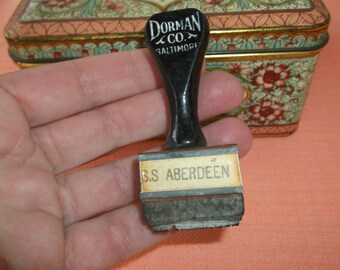 DORMAN
CO.
BALTIMORE
S.S ABERDEEN